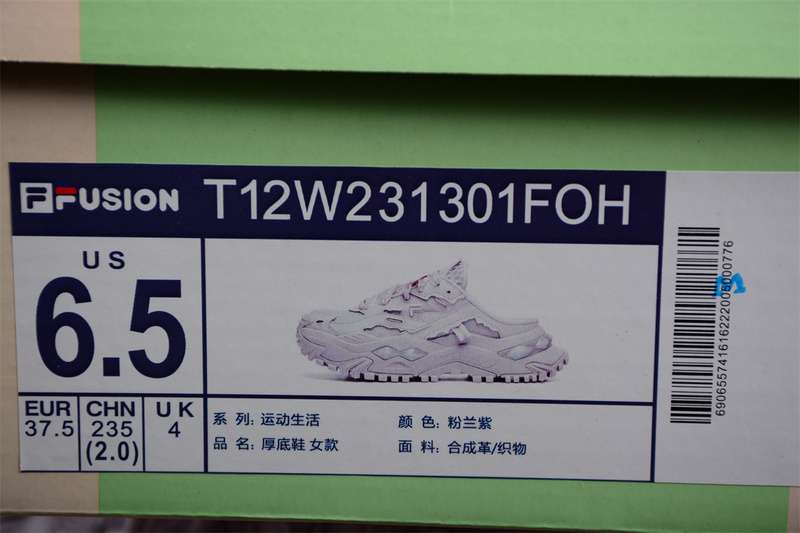 FUSION T12W231301FOH
US
6.5
EUR
37.5
CHN
235
(2.0)
UK
4
系 列: 运动生活
品 名: 厚底鞋 女款
颜 色: 粉兰紫
面 料: 合成革/织物